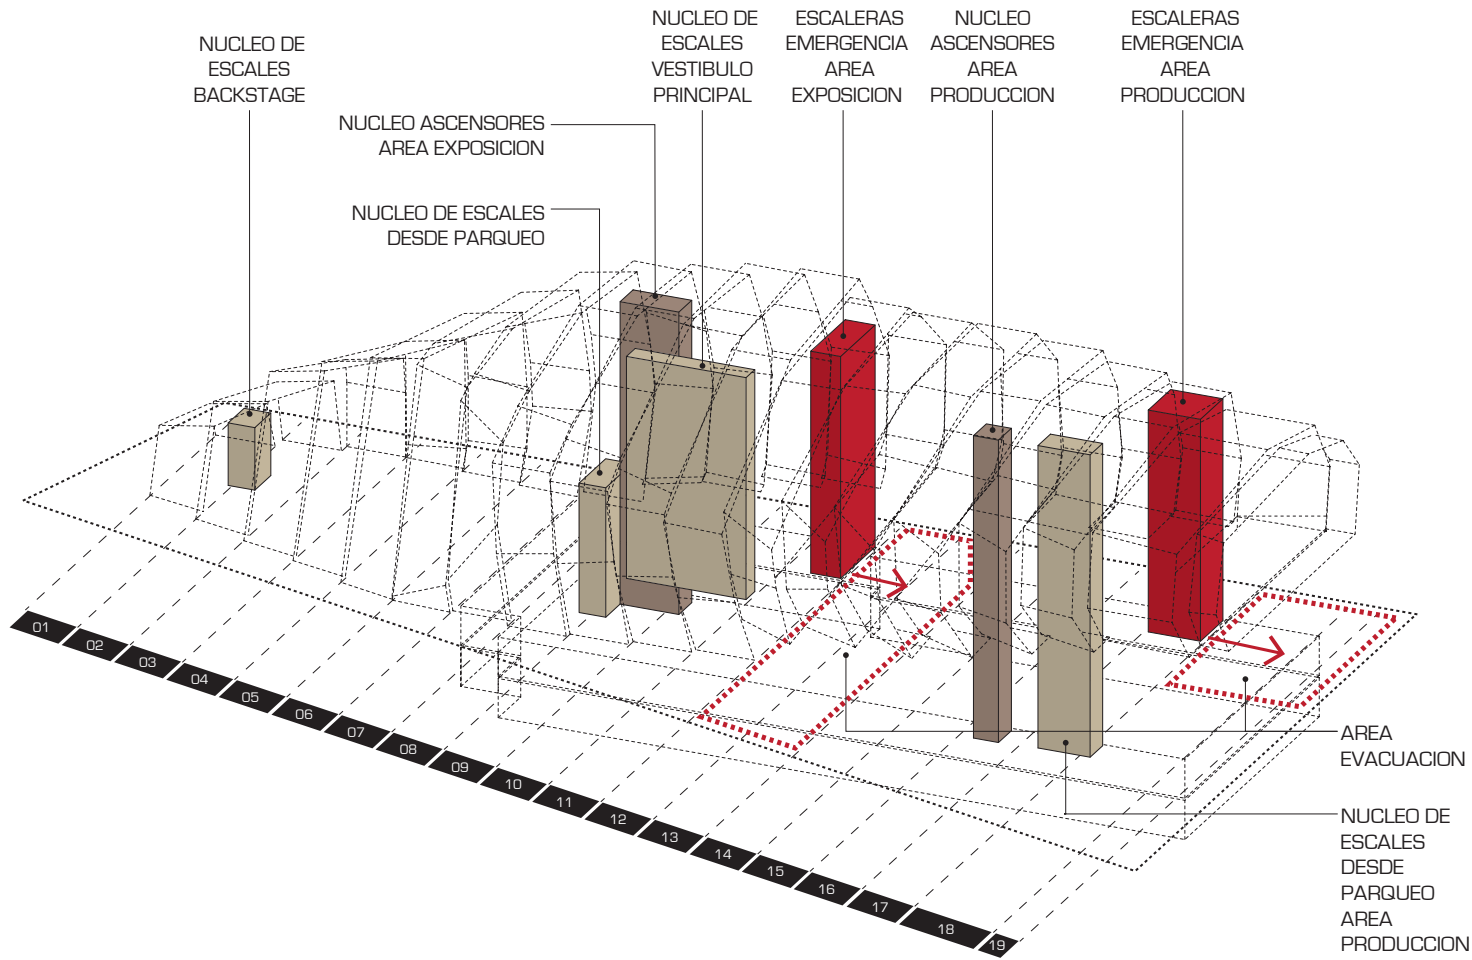 NUCLEO DE
ESCALES
BACKSTAGE
NUCLEO ASCENSORES
AREA EXPOSICION
NUCLEO DE ESCALES
DESDE PARQUEO
NUCLEO DE
ESCALES
VESTIBULO
PRINCIPAL
ESCALERAS
EMERGENCIA
AREA
EXPOSICION
NUCLEO
ASCENSORES
AREA
PRODUCCION
ESCALERAS
EMERGENCIA
AREA
PRODUCCION
AREA
EVACUACION
NUCLEO DE
ESCALES
DESDE
PARQUEO
AREA
PRODUCCION
01
02
03
04
05
06
07
08
09
10
11
12
13
14
15
16
17
18
19